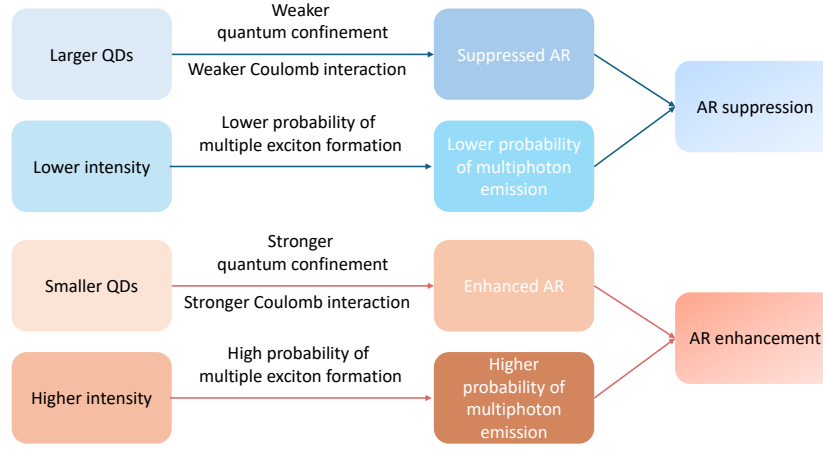 Larger QDs
Weaker
quantum confinement
Weaker Coulomb interaction
Suppressed AR
Lower intensity
Lower probability of
multiple exciton formation
Lower probability
of multiphoton
emission
AR suppression
Smaller QDs
Stronger
quantum confinement
Stronger Coulomb interaction
Enhanced AR
Higher intensity
High probability of
multiple exciton formation
Higher
probability of
multiphoton
emission
AR enhancement